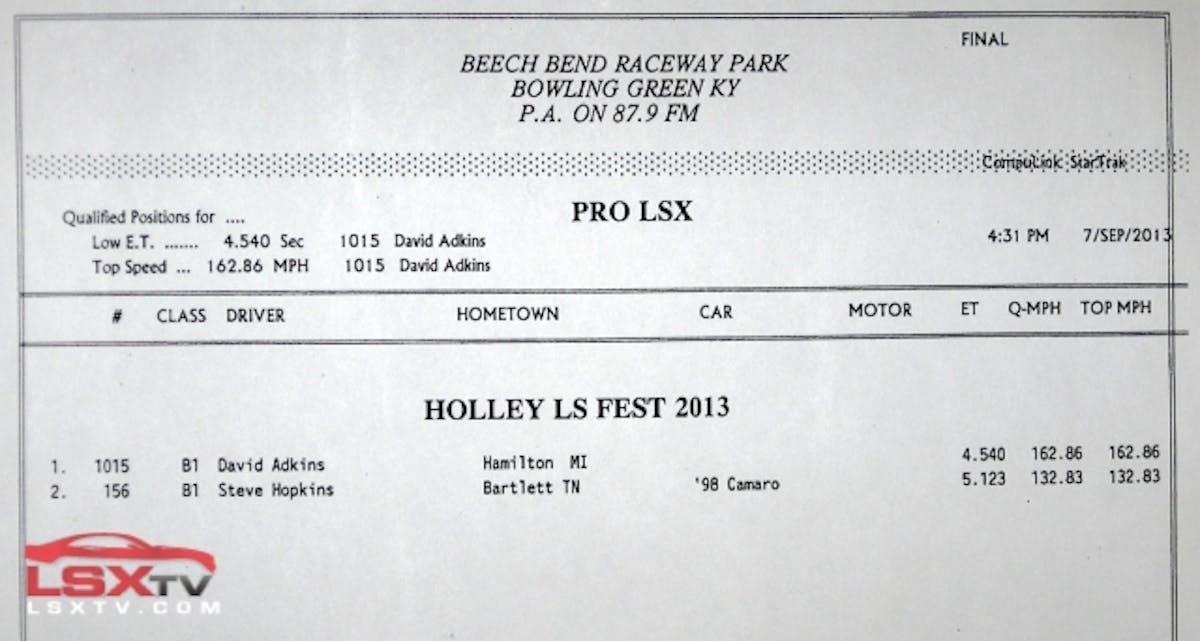 FINAL
BEECH BEND RACEWAY PARK
BOWLING GREEN KY
P.A. ON 87.9 FM
CompuLink StarTrak
Qualified Positions for ....
PRO LSX
Low E.T. ....... 4.540 Sec 1015 David Adkins
4:31 PM 7/SEP/2013
Top Speed ... 162.86 MPH 1015 David Adkins
# CLASS DRIVER HOMETOWN CAR MOTOR ET Q-MPH TOP MPH
HOLLEY LS FEST 2013
1. 1015 B1 David Adkins Hamilton MI 4.540 162.86 162.86
2. 156 B1 Steve Hopkins Bartlett TN '98 Camaro 5.123 132.83 132.83
LSXTV
LSXTV.COM